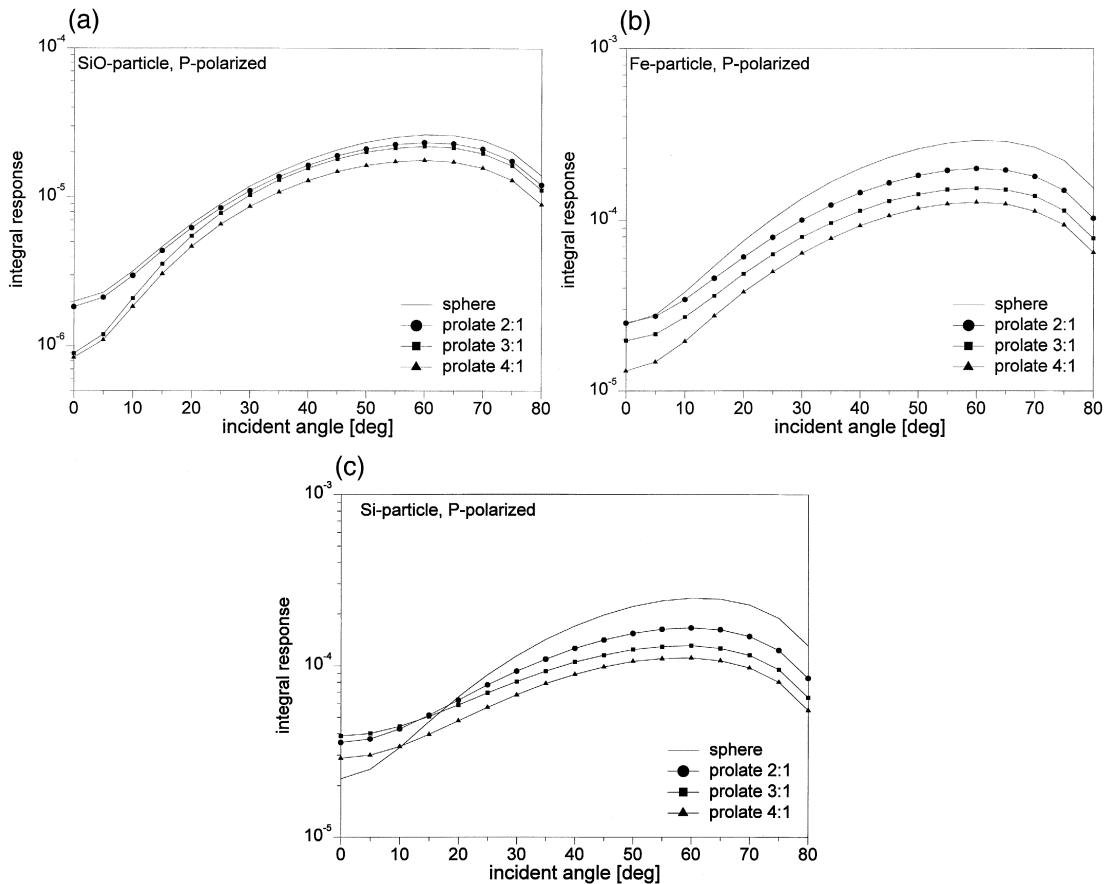 (a)
SiO-particle, P-polarized
10⁻⁴
10⁻⁵
10⁻⁶
integral response
sphere
prolate 2:1
prolate 3:1
prolate 4:1
0 10 20 30 40 50 60 70 80
incident angle [deg]
(b)
Fe-particle, P-polarized
10⁻³
10⁻⁴
10⁻⁵
integral response
sphere
prolate 2:1
prolate 3:1
prolate 4:1
0 10 20 30 40 50 60 70 80
incident angle [deg]
(c)
Si-particle, P-polarized
10⁻³
10⁻⁴
10⁻⁵
integral response
sphere
prolate 2:1
prolate 3:1
prolate 4:1
0 10 20 30 40 50 60 70 80
incident angle [deg]